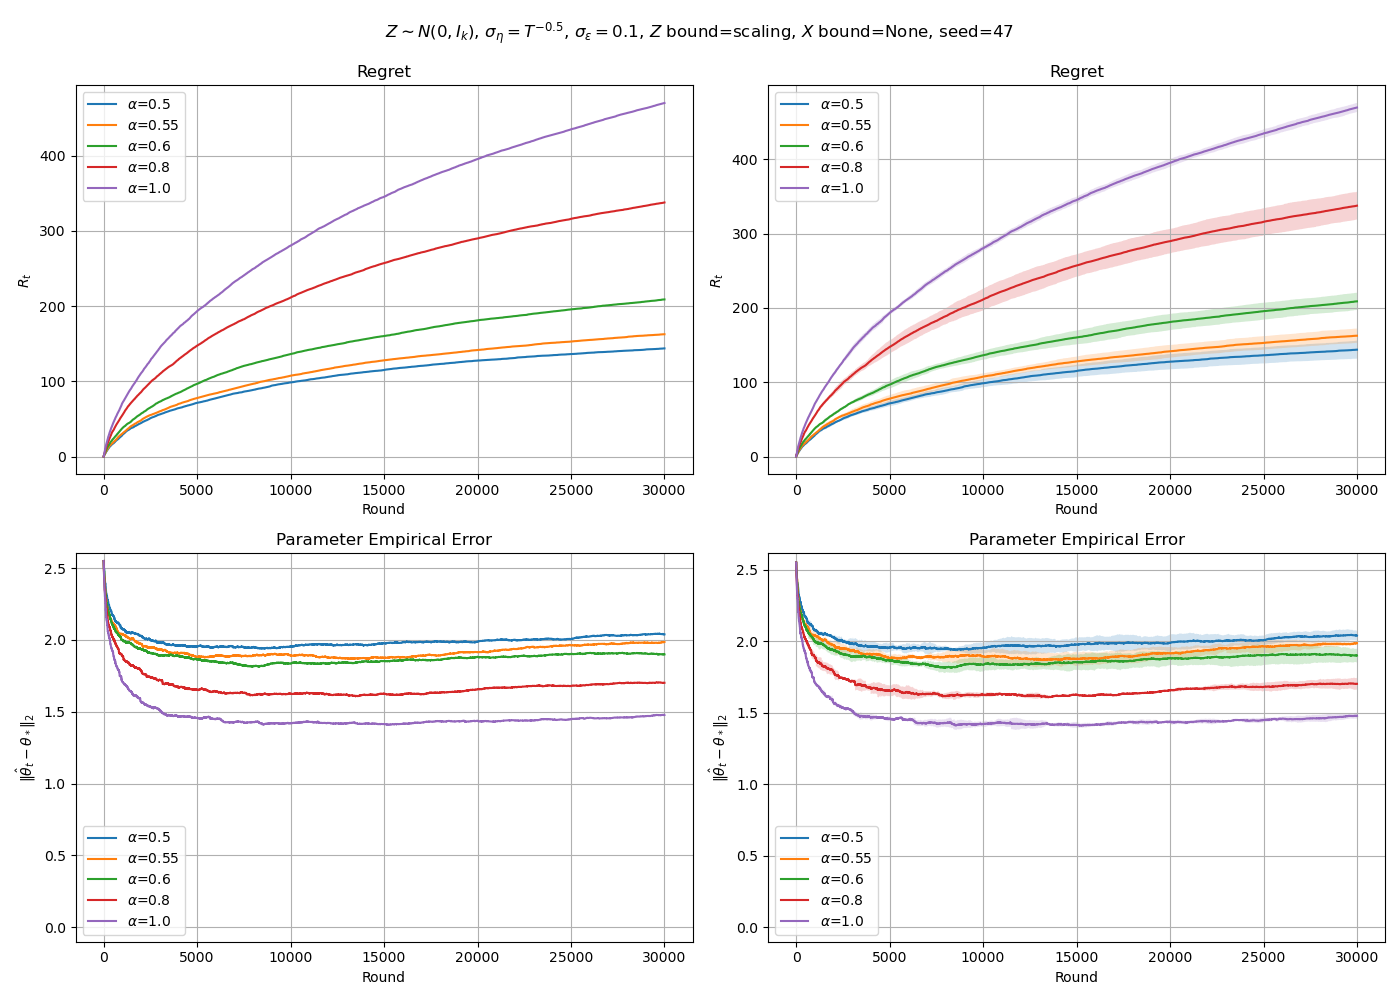 Z ∼ N(0, I_k), σ_η = T^{−0.5}, σ_ε = 0.1, Z bound=scaling, X bound=None, seed=47
Regret
R_t
400
300
200
100
0
α=0.5
α=0.55
α=0.6
α=0.8
α=1.0
0 5000 10000 15000 20000 25000 30000
Round
Regret
R_t
400
300
200
100
0
α=0.5
α=0.55
α=0.6
α=0.8
α=1.0
0 5000 10000 15000 20000 25000 30000
Round
Parameter Empirical Error
‖θ̂_t − θ_*‖_2
2.5
2.0
1.5
1.0
0.5
0.0
α=0.5
α=0.55
α=0.6
α=0.8
α=1.0
0 5000 10000 15000 20000 25000 30000
Round
Parameter Empirical Error
‖θ̂_t − θ_*‖_2
2.5
2.0
1.5
1.0
0.5
0.0
α=0.5
α=0.55
α=0.6
α=0.8
α=1.0
0 5000 10000 15000 20000 25000 30000
Round